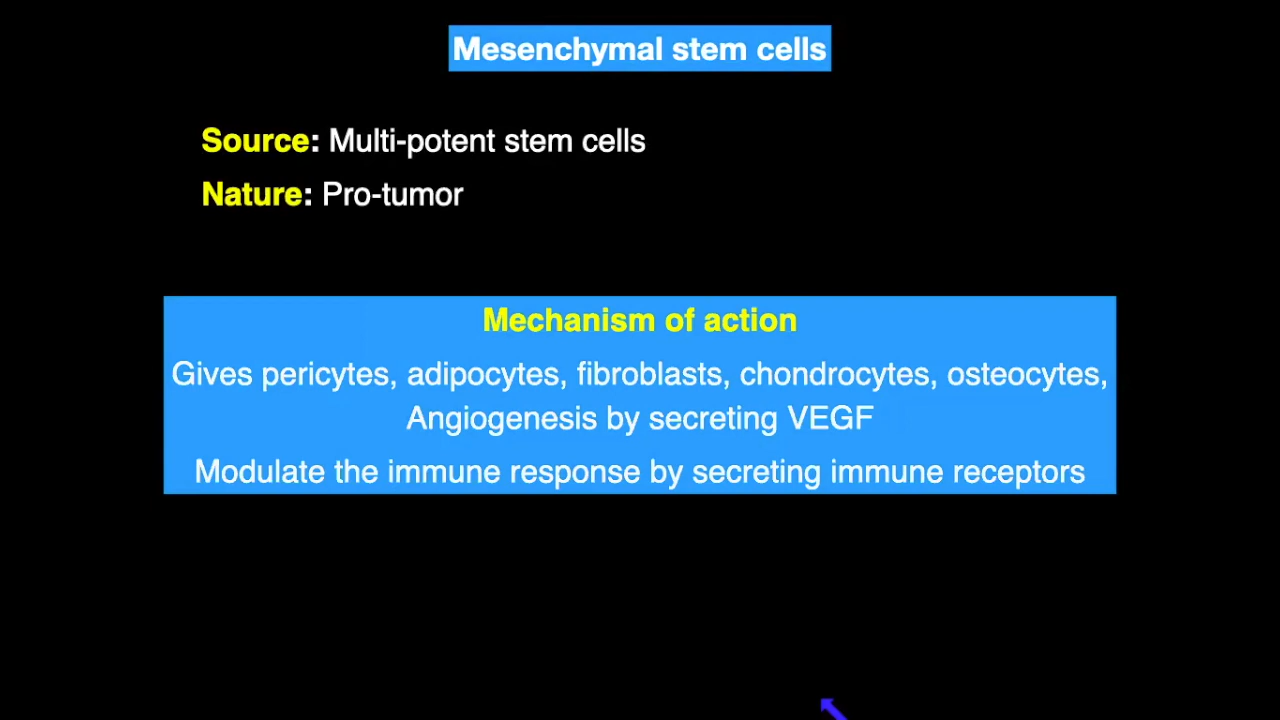 Mesenchymal stem cells
Source: Multi-potent stem cells
Nature: Pro-tumor
Mechanism of action
Gives pericytes, adipocytes, fibroblasts, chondrocytes, osteocytes,
Angiogenesis by secreting VEGF
Modulate the immune response by secreting immune receptors